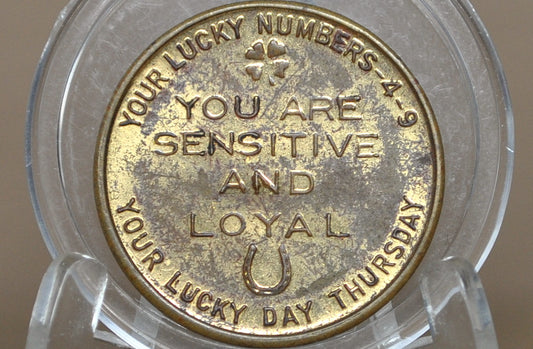 YOUR LUCKY NUMBERS-4-9
YOU ARE
SENSITIVE
AND
LOYAL
YOUR LUCKY DAY THURSDAY